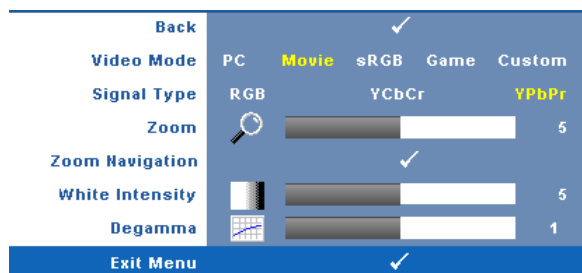 Back
Video Mode PC Movie sRGB Game Custom
Signal Type RGB YCbCr YPbPr
Zoom 5
Zoom Navigation
White Intensity 5
Degamma 1
Exit Menu